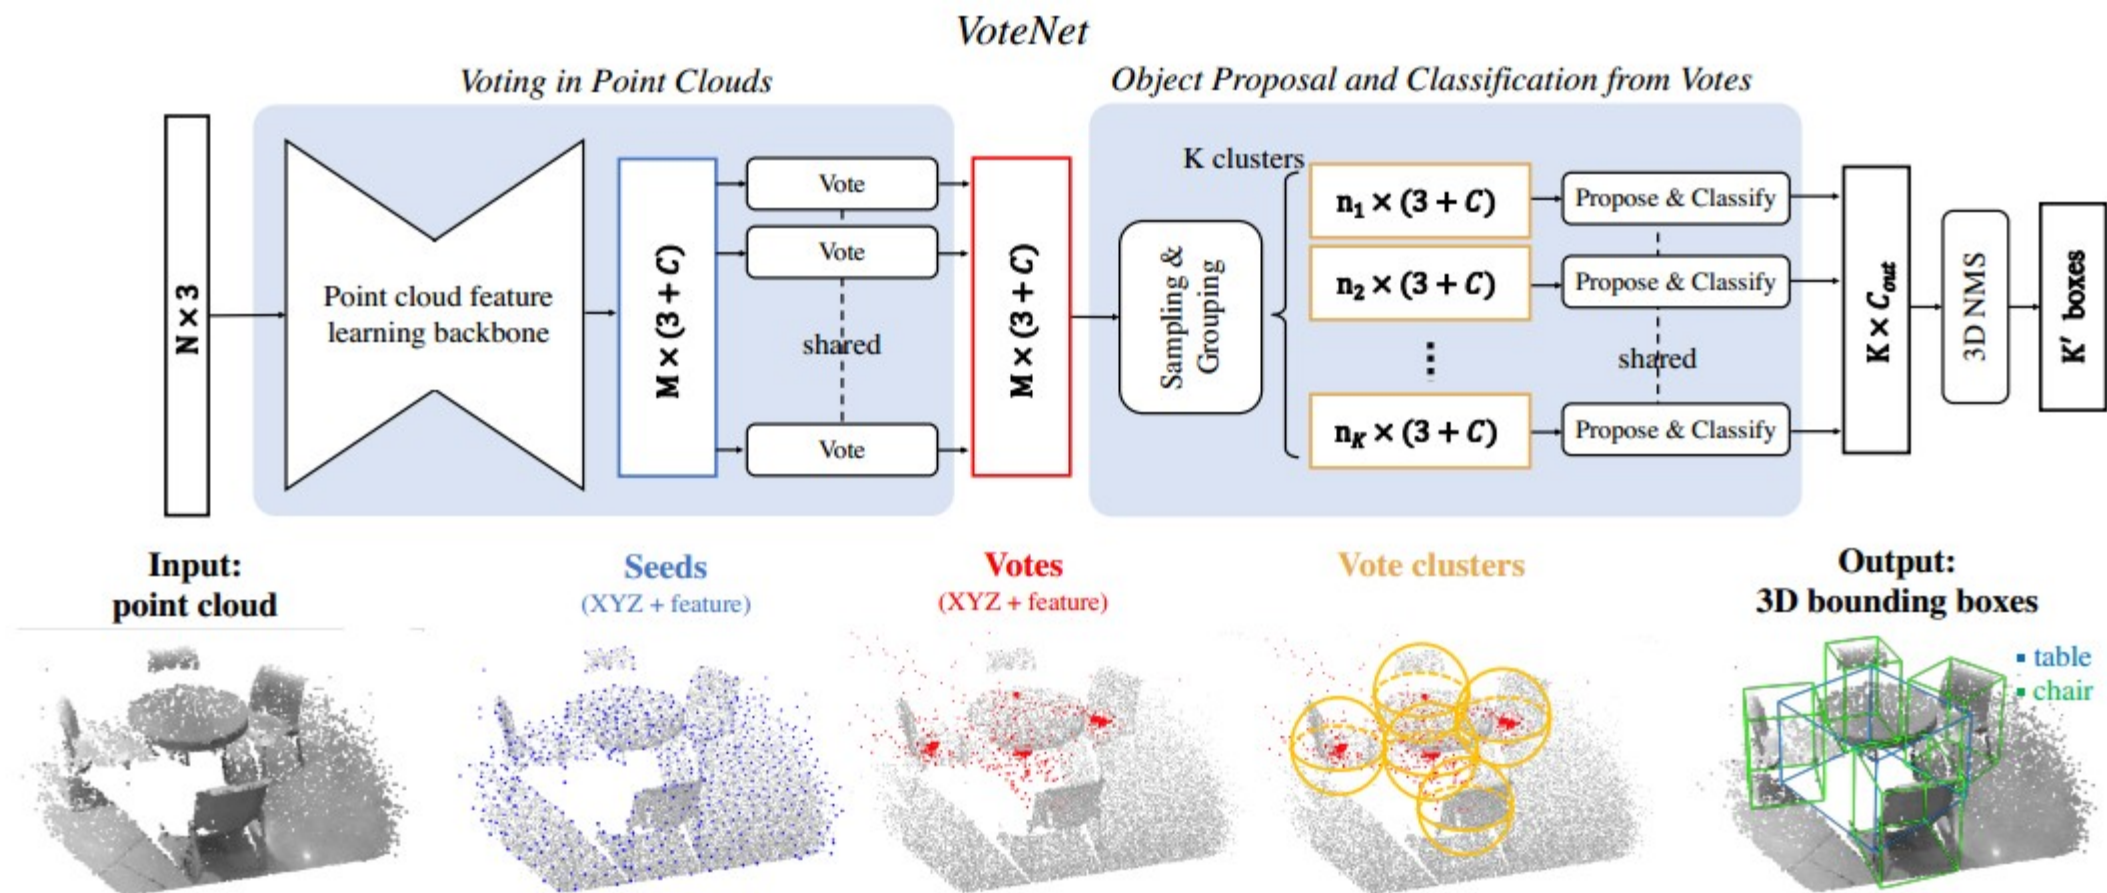 VoteNet
Voting in Point Clouds
Object Proposal and Classification from Votes
N × 3
Point cloud feature
learning backbone
M × (3 + C)
Vote
Vote
shared
Vote
M × (3 + C)
Sampling &
Grouping
K clusters
n₁ × (3 + C)
n₂ × (3 + C)
⋮
n_K × (3 + C)
Propose & Classify
Propose & Classify
shared
Propose & Classify
K × C_out
3D NMS
K′ boxes
Input:
point cloud
Seeds
(XYZ + feature)
Votes
(XYZ + feature)
Vote clusters
Output:
3D bounding boxes
table
chair